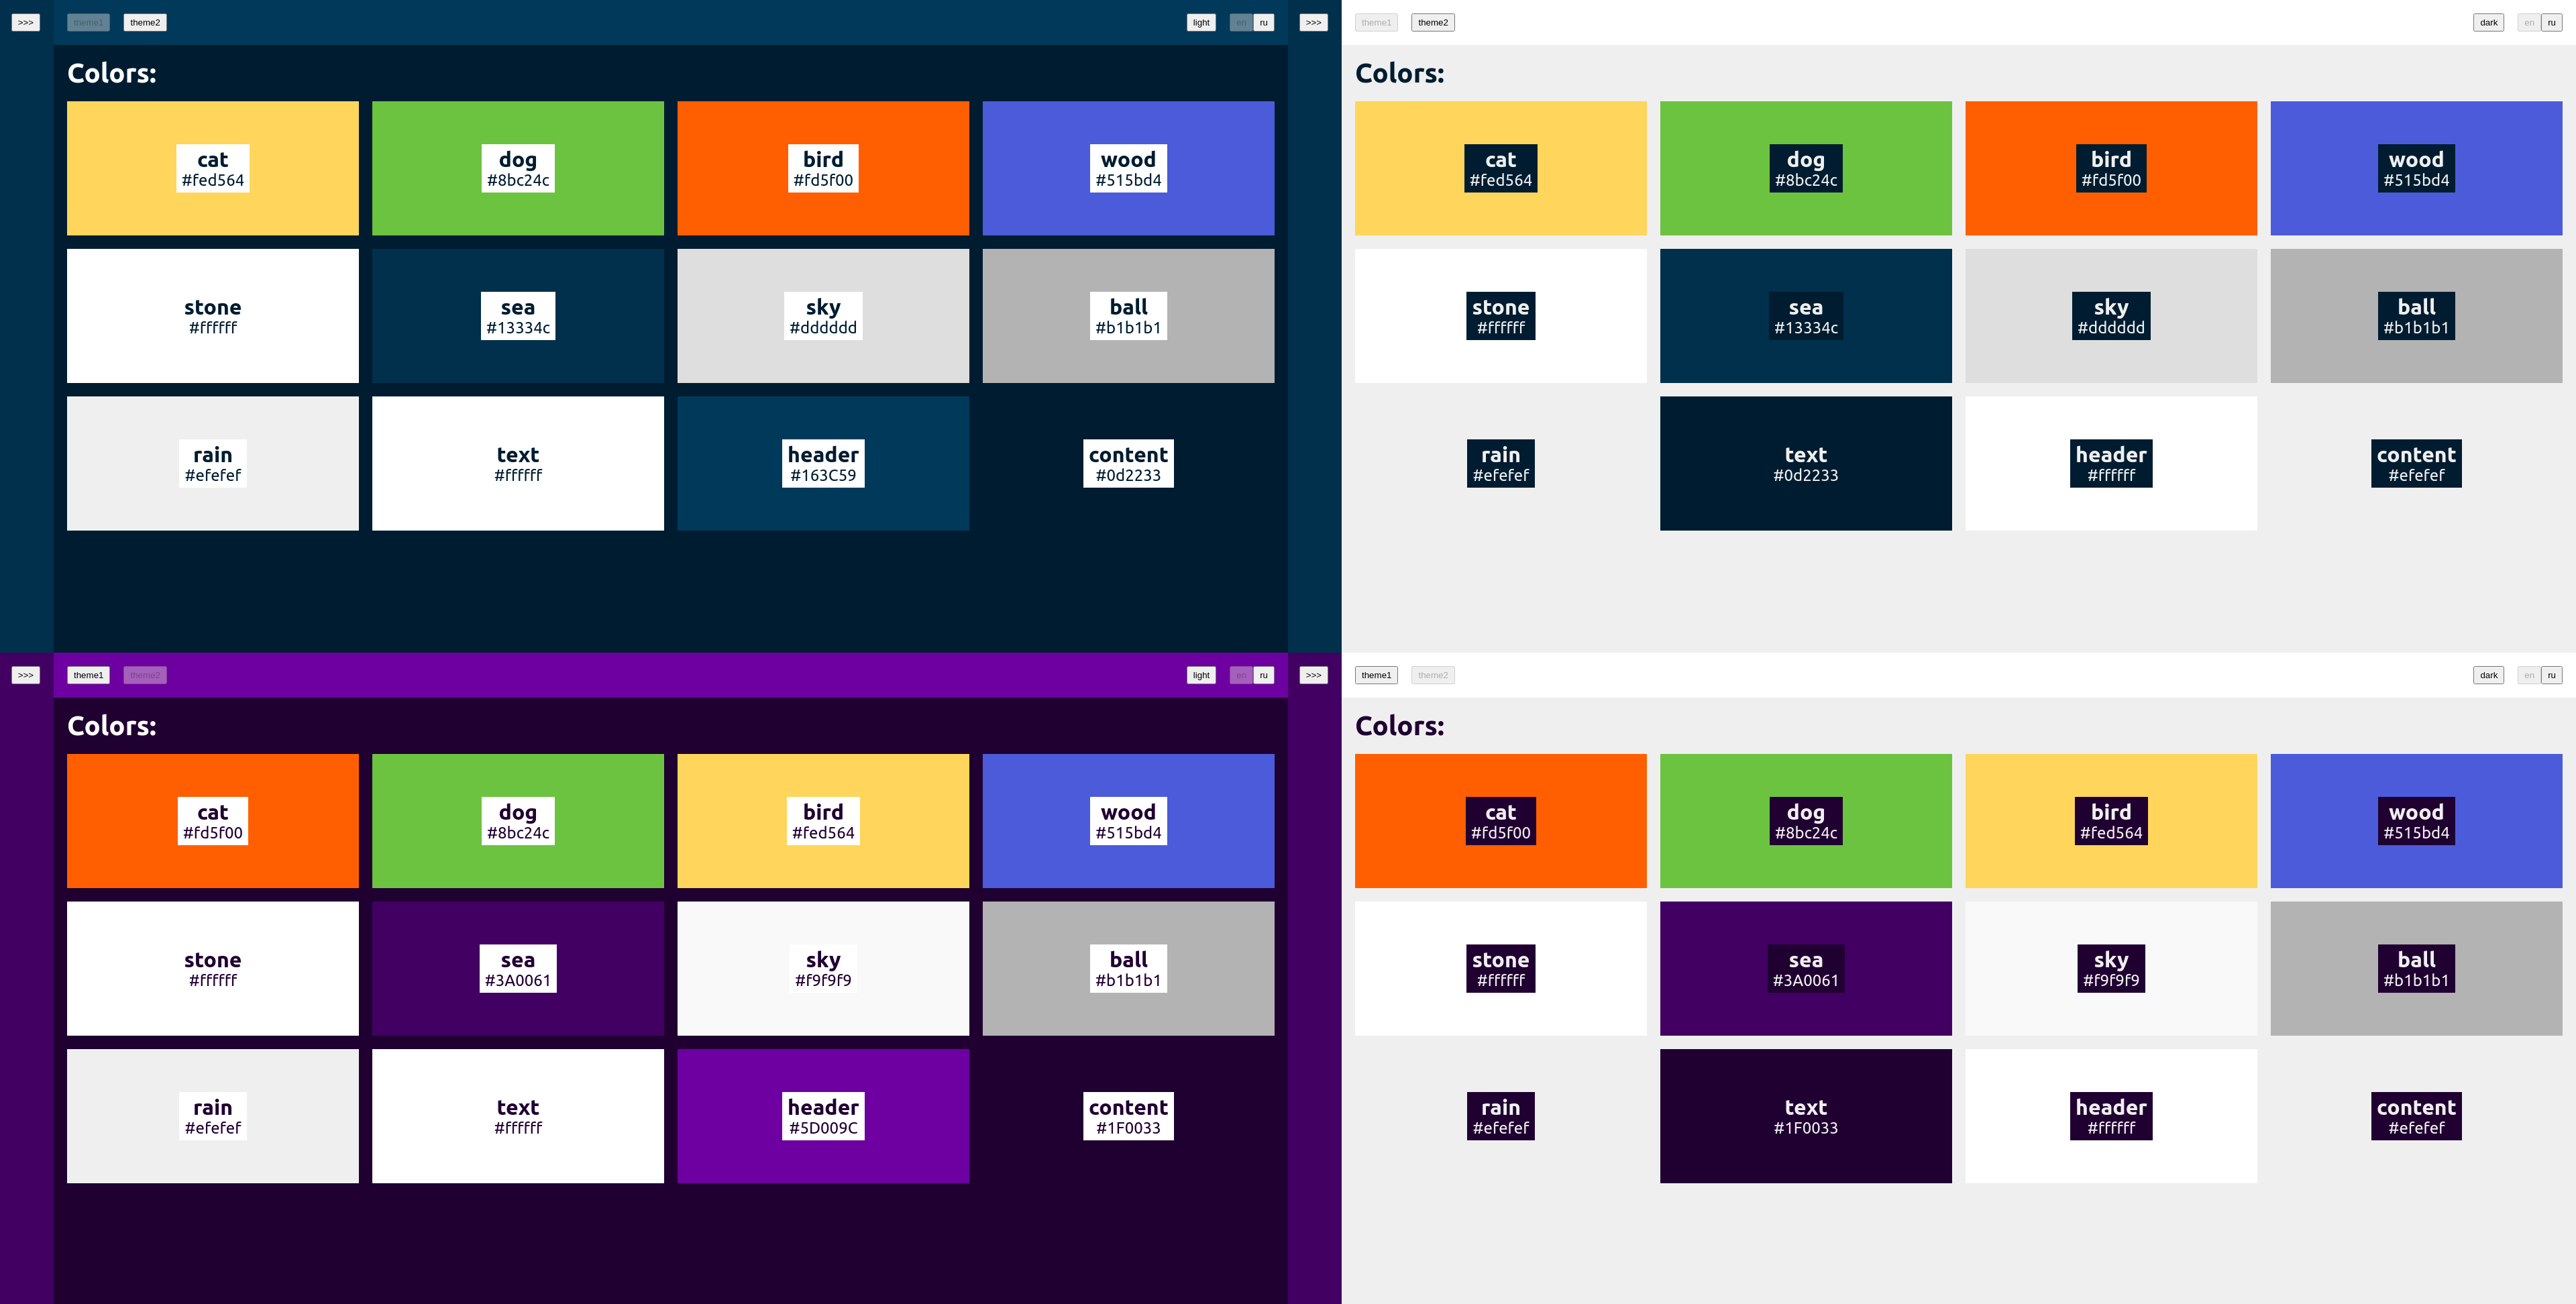 >>> theme1 theme2 light en ru
Colors:
cat dog bird wood
#fed564 #8bc24c #fd5f00 #515bd4
stone sea sky ball
#ffffff #13334c #dddddd #b1b1b1
rain text header content
#efefef #ffffff #163C59 #0d2233
>>> theme1 theme2 dark en ru
Colors:
cat dog bird wood
#fed564 #8bc24c #fd5f00 #515bd4
stone sea sky ball
#ffffff #13334c #dddddd #b1b1b1
rain text header content
#efefef #0d2233 #ffffff #efefef
>>> theme1 theme2 light en ru
Colors:
cat dog bird wood
#fd5f00 #8bc24c #fed564 #515bd4
stone sea sky ball
#ffffff #3A0061 #f9f9f9 #b1b1b1
rain text header content
#efefef #ffffff #5D009C #1F0033
>>> theme1 theme2 dark en ru
Colors:
cat dog bird wood
#fd5f00 #8bc24c #fed564 #515bd4
stone sea sky ball
#ffffff #3A0061 #f9f9f9 #b1b1b1
rain text header content
#efefef #1F0033 #ffffff #efefef